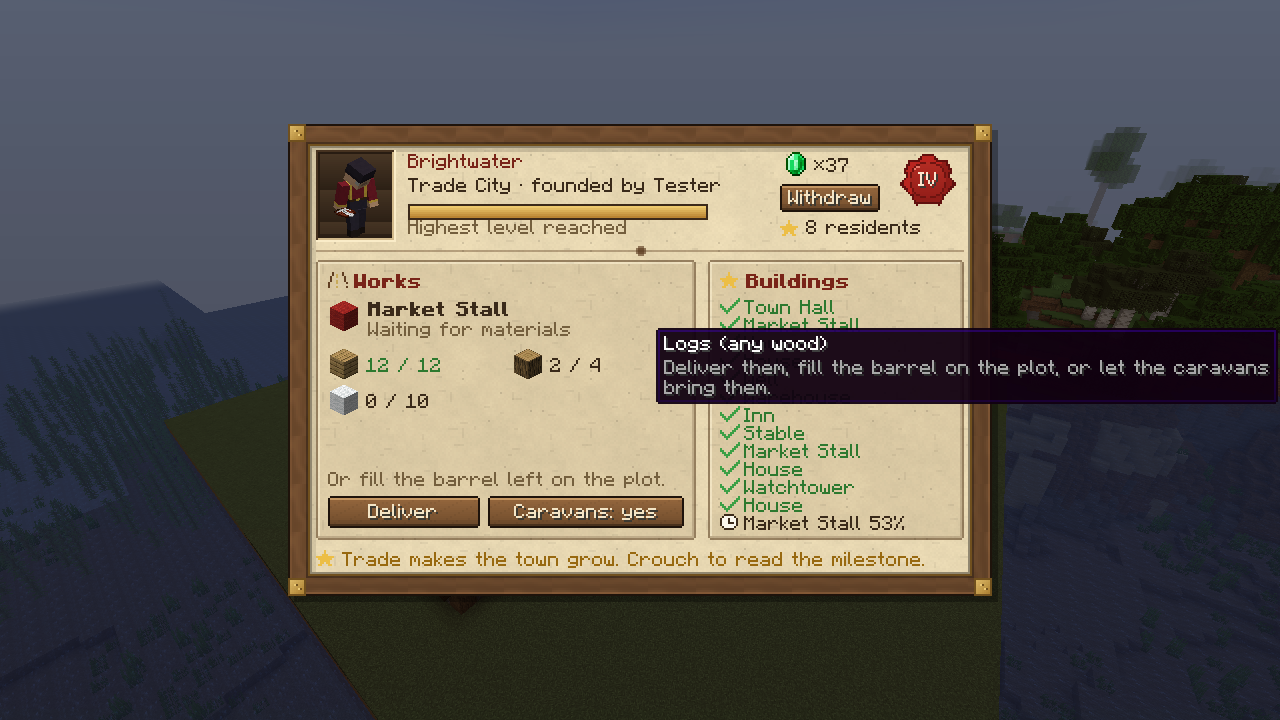 Brightwater
Trade City · founded by Tester
Highest level reached
×37
Withdraw
8 residents
IV
Works
Market Stall
Waiting for materials
12 / 12
2 / 4
0 / 10
Or fill the barrel left on the plot.
Deliver
Caravans: yes
Buildings
Town Hall
Market Stall
Logs (any wood)
Deliver them, fill the barrel on the plot, or let the caravans
bring them.
Inn
Stable
Market Stall
House
Watchtower
House
Market Stall 53%
Trade makes the town grow. Crouch to read the milestone.